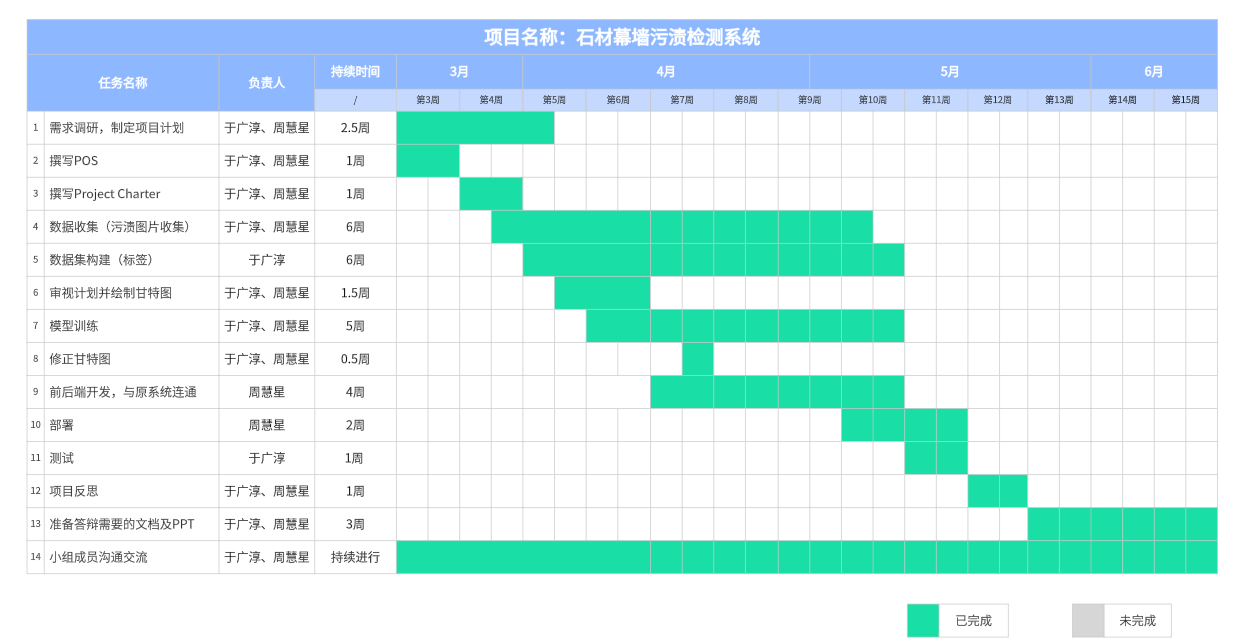 项目名称：石材幕墙污渍检测系统
任务名称 负责人 持续时间 3月 4月 5月 6月
/ 第3周 第4周 第5周 第6周 第7周 第8周 第9周 第10周 第11周 第12周 第13周 第14周 第15周
1 需求调研，制定项目计划 于广淳、周慧星 2.5周
2 撰写POS 于广淳、周慧星 1周
3 撰写Project Charter 于广淳、周慧星 1周
4 数据收集（污渍图片收集） 于广淳、周慧星 6周
5 数据集构建（标签） 于广淳 6周
6 审视计划并绘制甘特图 于广淳、周慧星 1.5周
7 模型训练 于广淳、周慧星 5周
8 修正甘特图 于广淳、周慧星 0.5周
9 前后端开发，与原系统连通 周慧星 4周
10 部署 周慧星 2周
11 测试 于广淳 1周
12 项目反思 于广淳、周慧星 1周
13 准备答辩需要的文档及PPT 于广淳、周慧星 3周
14 小组成员沟通交流 于广淳、周慧星 持续进行
已完成 未完成